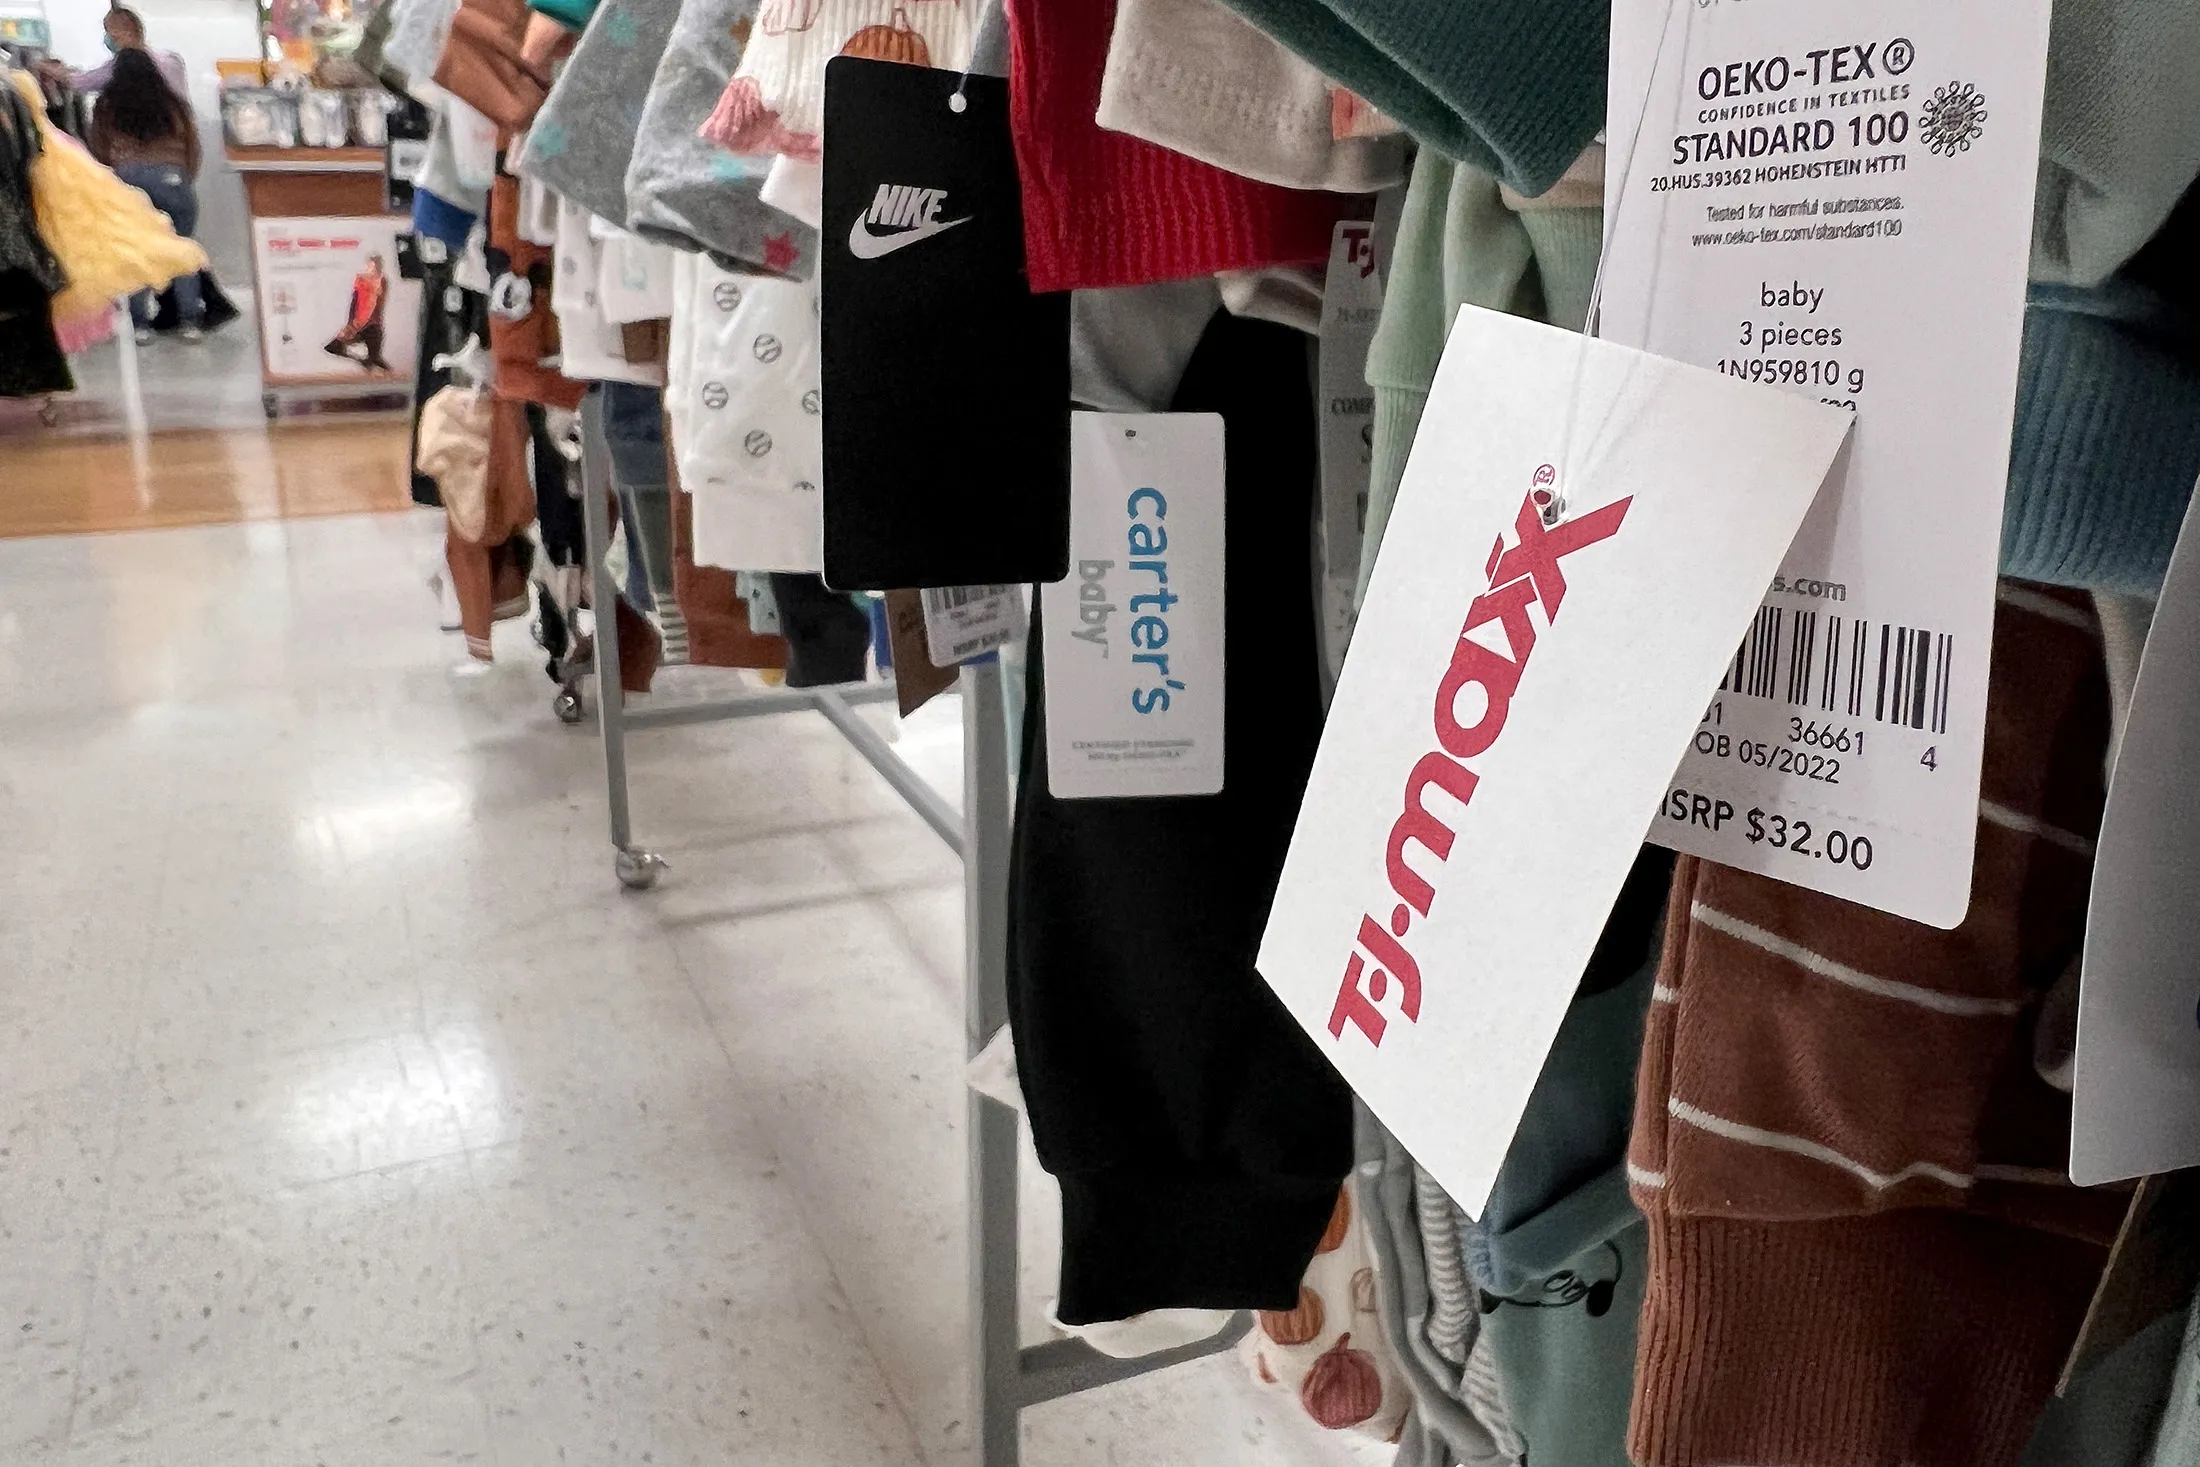 OEKO-TEX®
CONFIDENCE IN TEXTILES
STANDARD 100
20.HUS.39362 HOHENSTEIN HTTI
Tested for harmful substances.
www.oeko-tex.com/standard100
baby
3 pieces
1N959810 g
s.com
36661 4
OB 05/2022
MSRP $32.00
T.J.maxx®
NIKE
carter's
baby